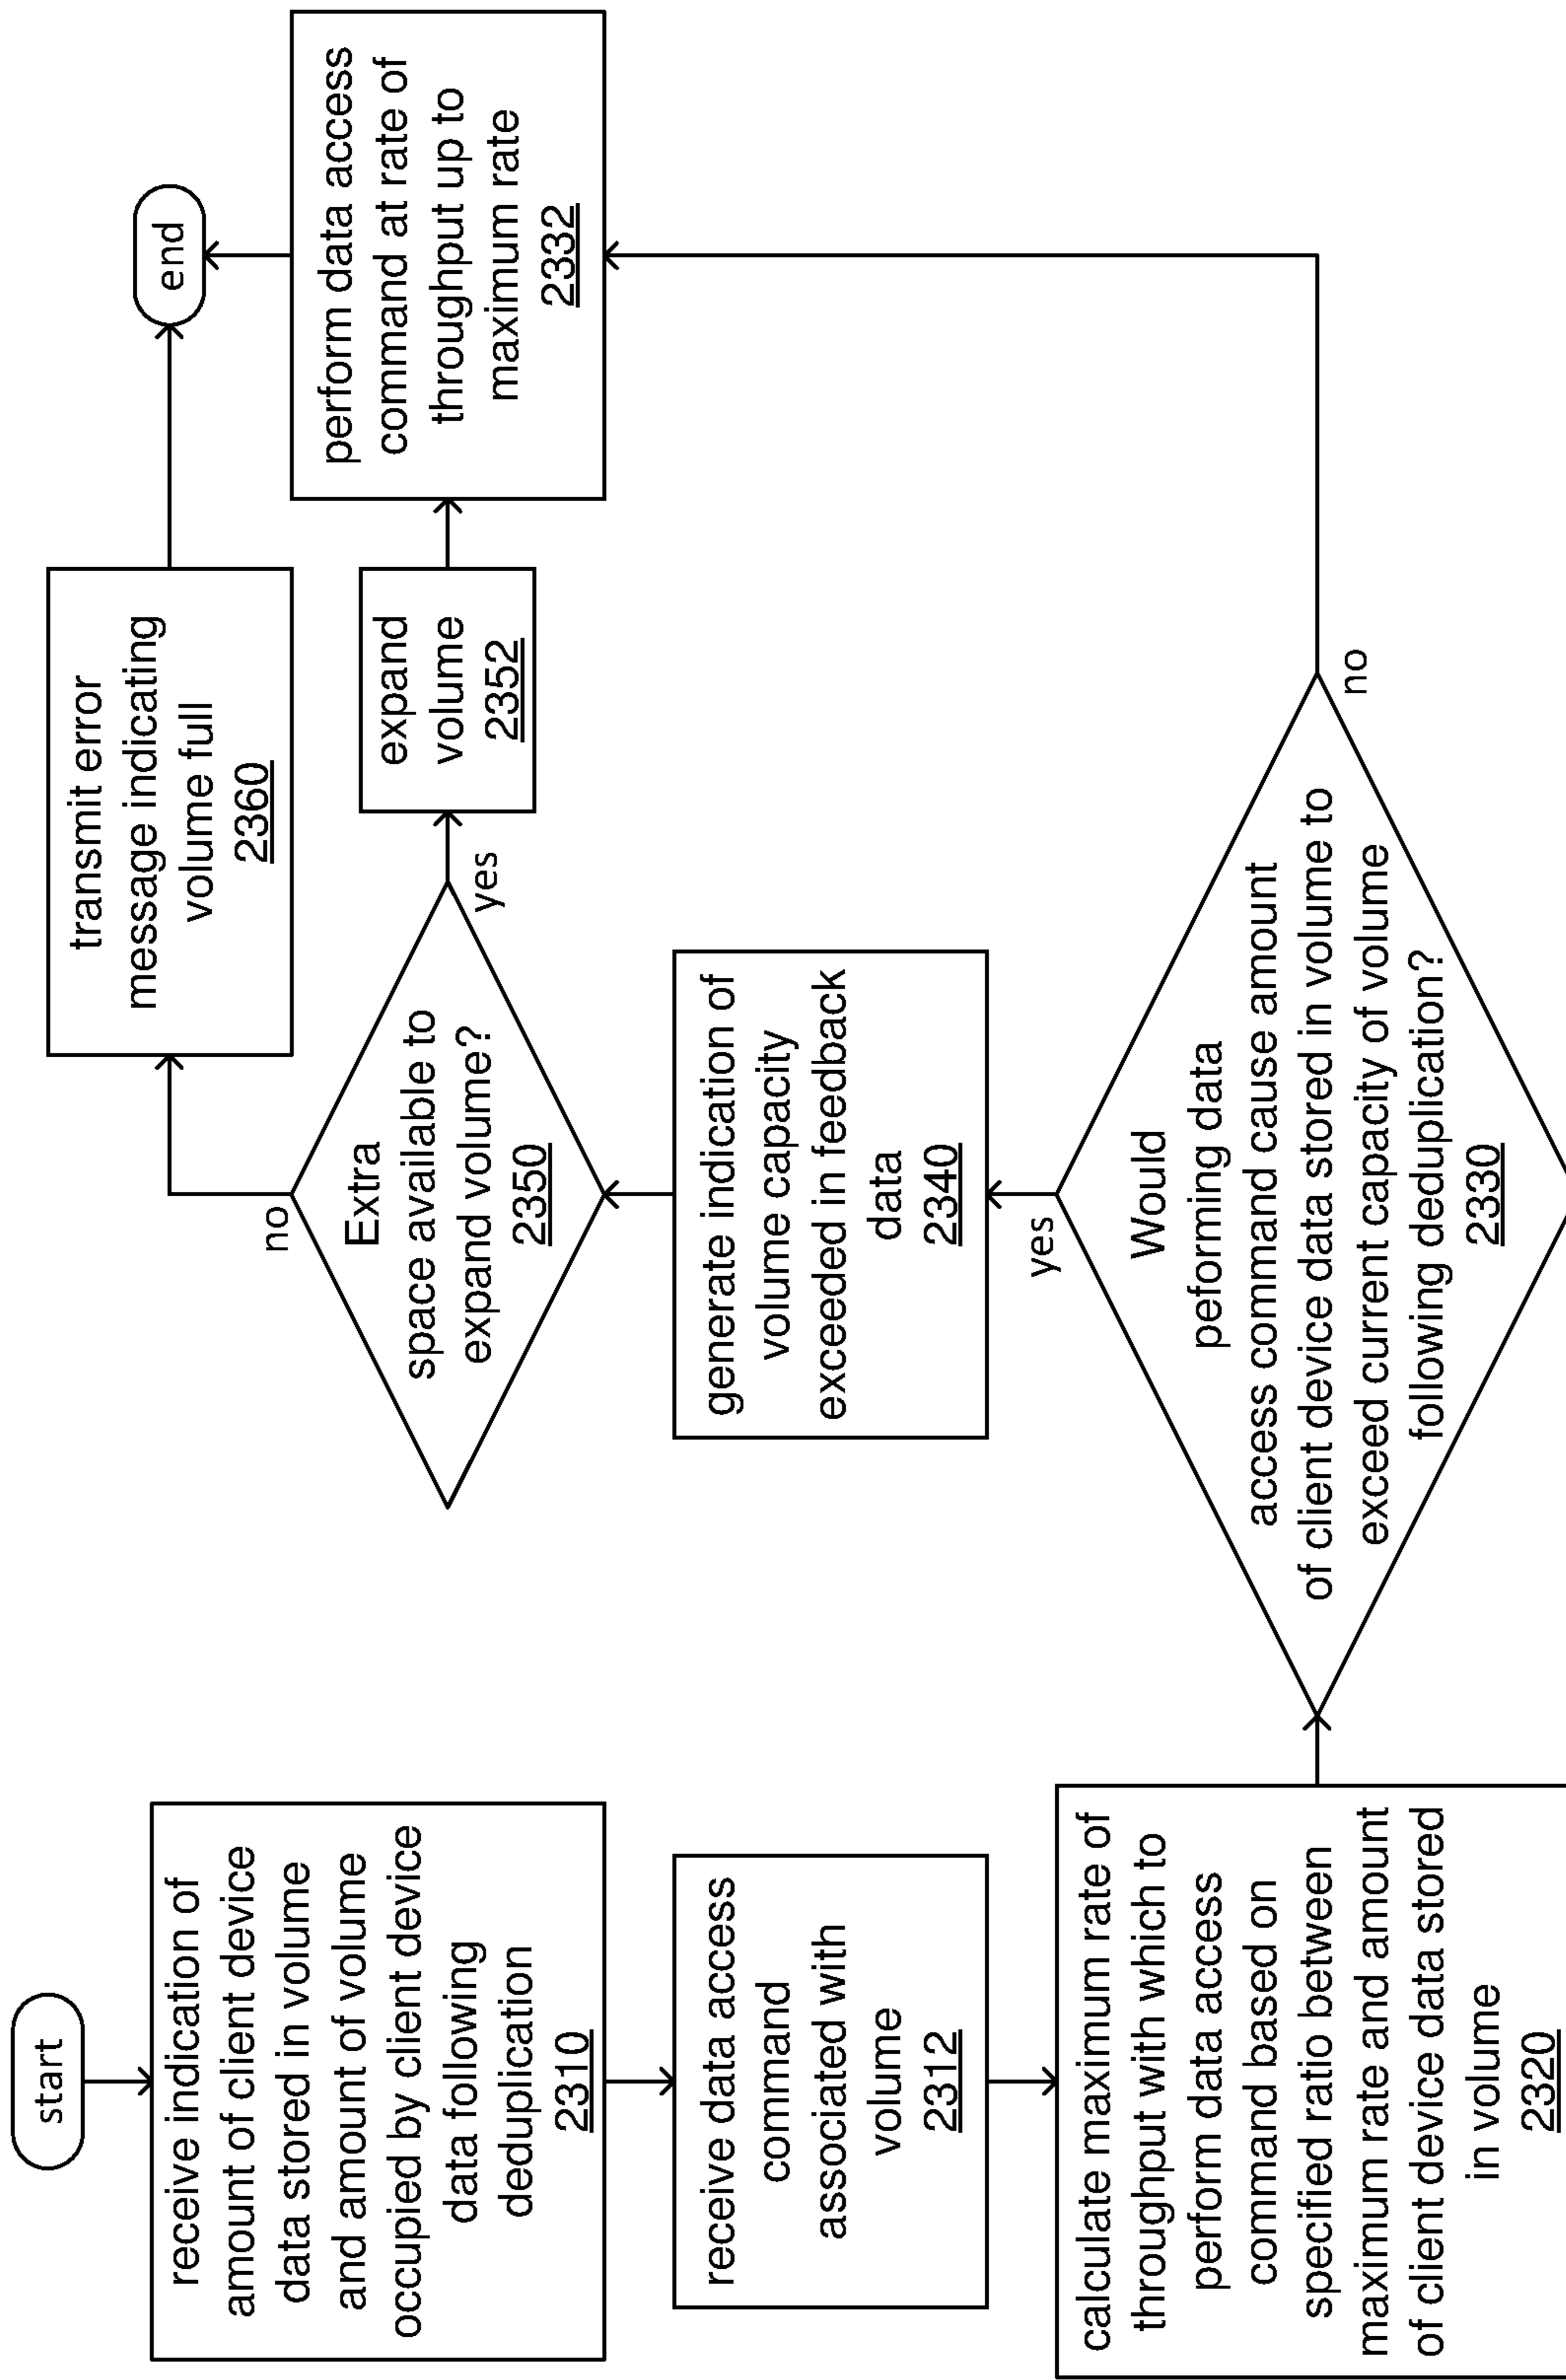 start
receive indication of
amount of client device
data stored in volume
and amount of volume
occupied by client device
data following
deduplication
2310
receive data access
command
associated with
volume
2312
calculate maximum rate of
throughput with which to
perform data access
command based on
specified ratio between
maximum rate and amount
of client device data stored
in volume
2320
Would
peforming data
access command cause amount
of client device data stored in volume to
exceed current capacity of volume
following deduplication?
2330
yes
no
generate indication of
volume capacity
exceeded in feedback
data
2340
Extra
space available to
expand volume?
2350
no
yes
expand
volume
2352
transmit error
message indicating
volume full
2360
perform data access
command at rate of
throughput up to
maximum rate
2332
end